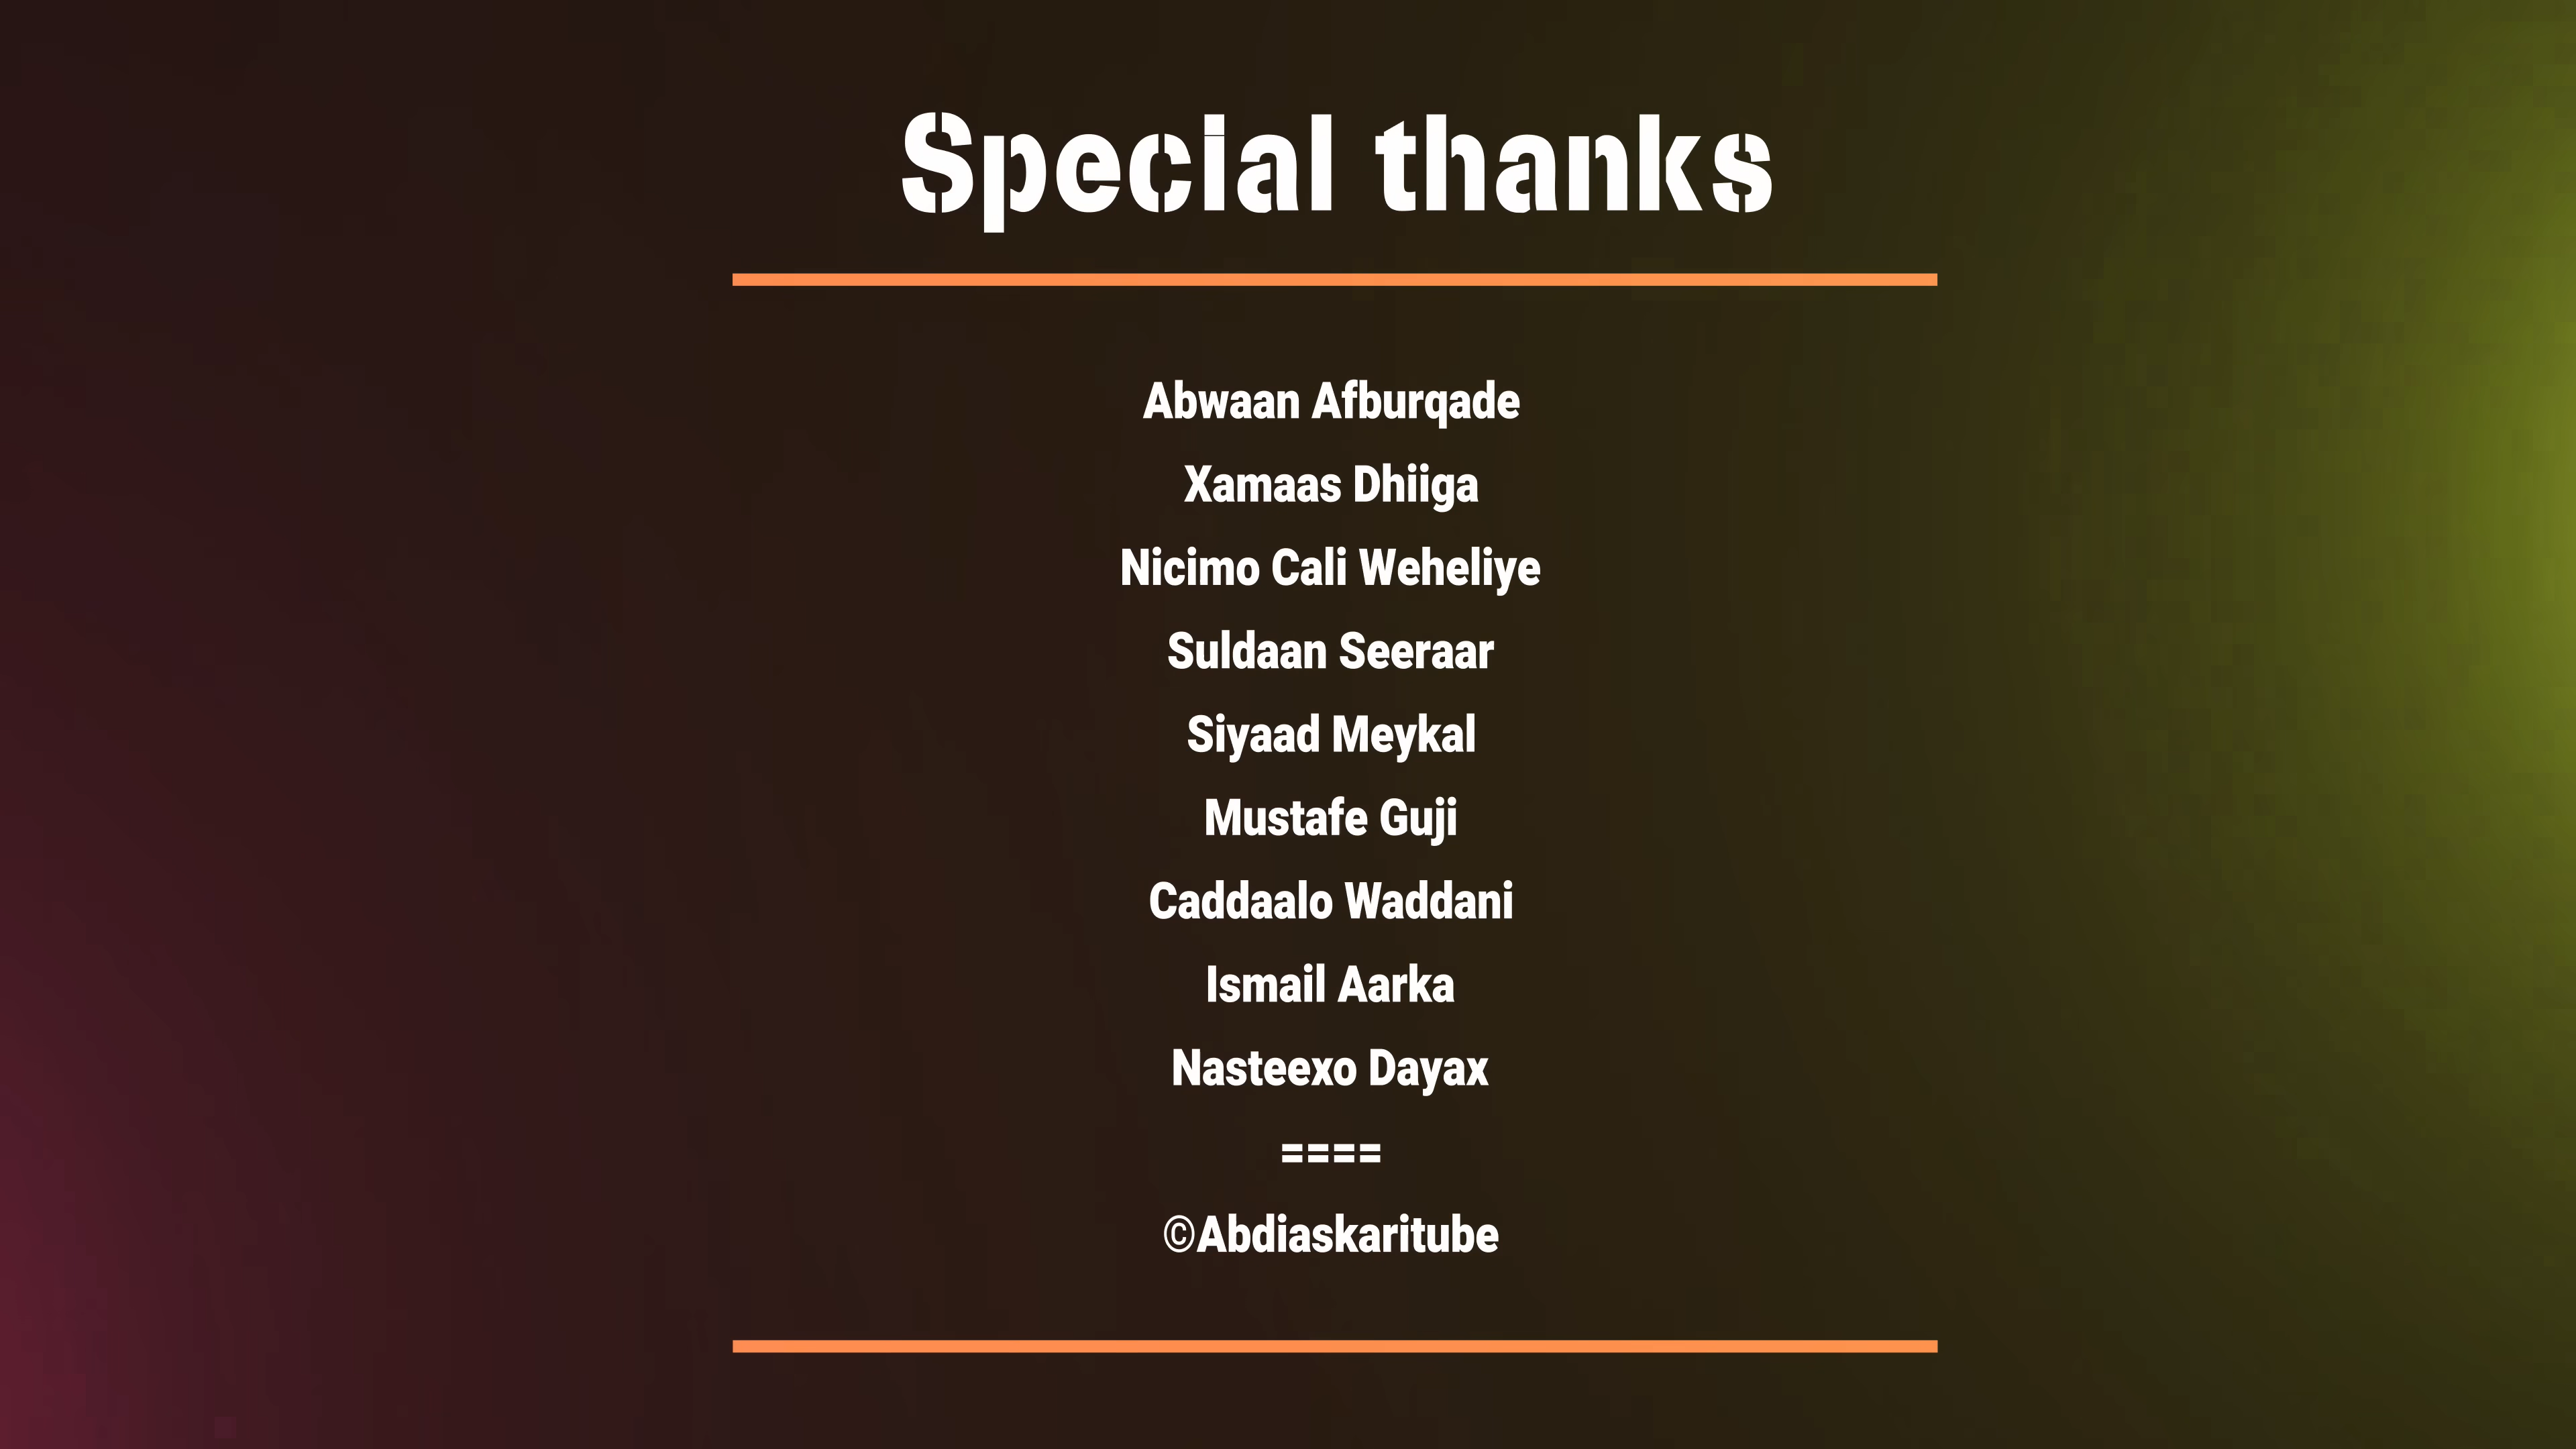 Special thanks
Abwaan Afburqade
Xamaas Dhiiga
Nicimo Cali Weheliye
Suldaan Seeraar
Siyaad Meykal
Mustafe Guji
Caddaalo Waddani
Ismail Aarka
Nasteexo Dayax
====
©Abdiaskaritube